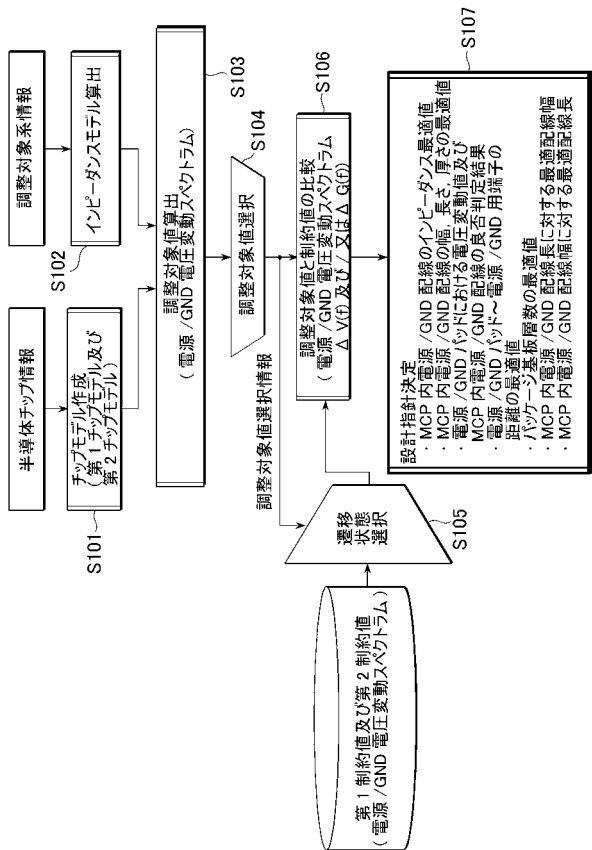 半導体チップ情報
調整対象系情報
チップモデル作成
( 第１チップモデル及び
第２チップモデル )
S101
インピーダンスモデル算出
S102
調整対象値算出
( 電源 /GND 電圧変動スペクトラム )
S103
調整対象値選択
S104
調整対象値選択情報
第１制約値及び第２制約値
( 電源 /GND 電圧変動スペクトラム )
遷移
状態
選択
S105
調整対象値と制約値の比較
( 電源 /GND 電圧変動スペクトラム
Δ V(f) 及び / 又は Δ G(f) )
S106
設計指針決定
・MCP 内電源 /GND 配線のインピーダンス最適値
・MCP 内電源 /GND 配線の幅、長さ、厚さの最適値
・電源 /GND パッドにおける電圧変動値及び
MCP 内電源 /GND 配線の良否判定結果
・電源 /GND パッド～電源 /GND 用端子の
距離の最適値
・パッケージ基板層数の最適値
・MCP 内電源 /GND 配線長に対する最適配線幅
・MCP 内電源 /GND 配線幅に対する最適配線長
S107